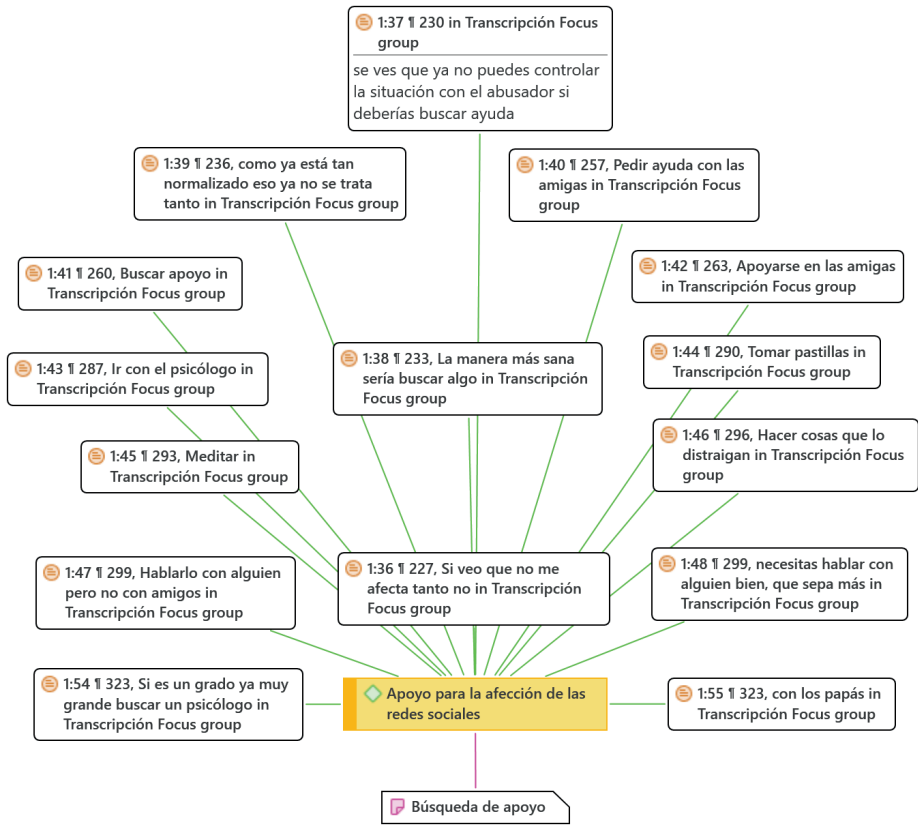 1:37 ¶ 230 in Transcripción Focus
group
se ves que ya no puedes controlar
la situación con el abusador si
deberías buscar ayuda
1:39 ¶ 236, como ya está tan
normalizado eso ya no se trata
tanto in Transcripción Focus group
1:40 ¶ 257, Pedir ayuda con las
amigas in Transcripción Focus
group
1:41 ¶ 260, Buscar apoyo in
Transcripción Focus group
1:42 ¶ 263, Apoyarse en las amigas
in Transcripción Focus group
1:43 ¶ 287, Ir con el psicólogo in
Transcripción Focus group
1:38 ¶ 233, La manera más sana
sería buscar algo in Transcripción
Focus group
1:44 ¶ 290, Tomar pastillas in
Transcripción Focus group
1:45 ¶ 293, Meditar in
Transcripción Focus group
1:46 ¶ 296, Hacer cosas que lo
distraigan in Transcripción Focus
group
1:47 ¶ 299, Hablarlo con alguien
pero no con amigos in
Transcripción Focus group
1:36 ¶ 227, Si veo que no me
afecta tanto no in Transcripción
Focus group
1:48 ¶ 299, necesitas hablar con
alguien bien, que sepa más in
Transcripción Focus group
1:54 ¶ 323, Si es un grado ya muy
grande buscar un psicólogo in
Transcripción Focus group
Apoyo para la afección de las
redes sociales
1:55 ¶ 323, con los papás in
Transcripción Focus group
Búsqueda de apoyo